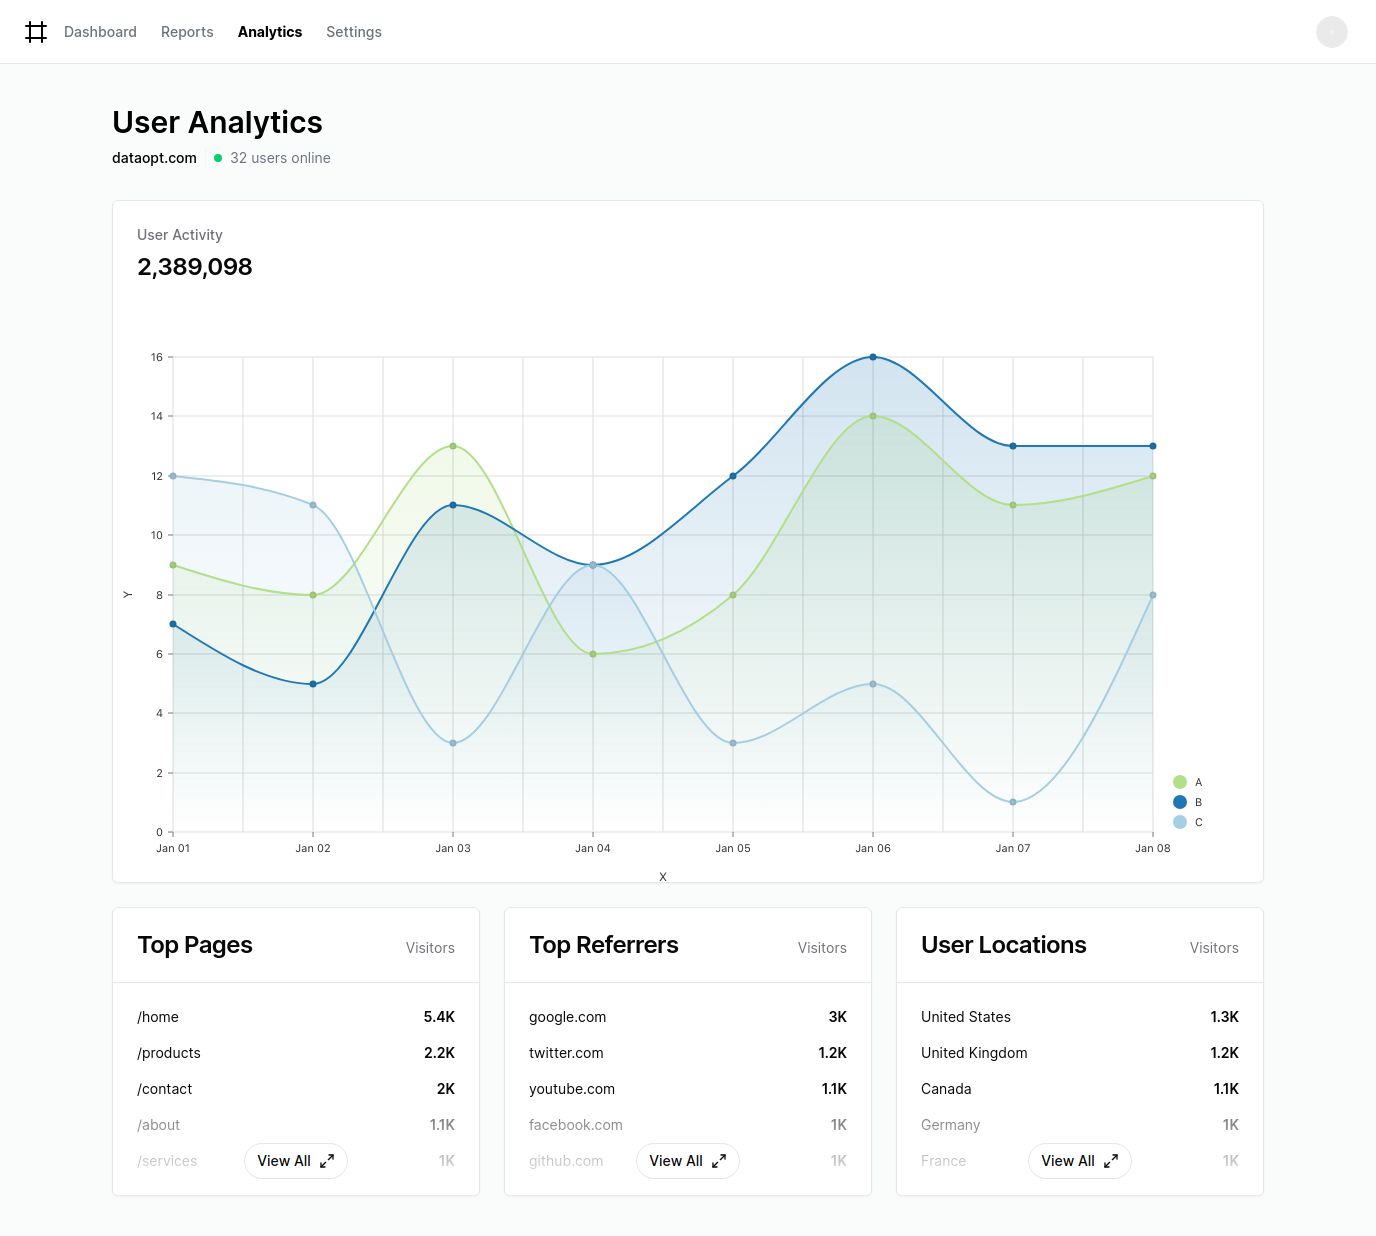 Dashboard Reports Analytics Settings
User Analytics
dataopt.com 32 users online
User Activity
2,389,098
16
14
12
10
8
6
4
2
0
Y
Jan 01 Jan 02 Jan 03 Jan 04 Jan 05 Jan 06 Jan 07 Jan 08
X
A
B
C
Top Pages Visitors
/home 5.4K
/products 2.2K
/contact 2K
/about 1.1K
/services 1K
View All
Top Referrers Visitors
google.com 3K
twitter.com 1.2K
youtube.com 1.1K
facebook.com 1K
github.com 1K
View All
User Locations Visitors
United States 1.3K
United Kingdom 1.2K
Canada 1.1K
Germany 1K
France 1K
View All